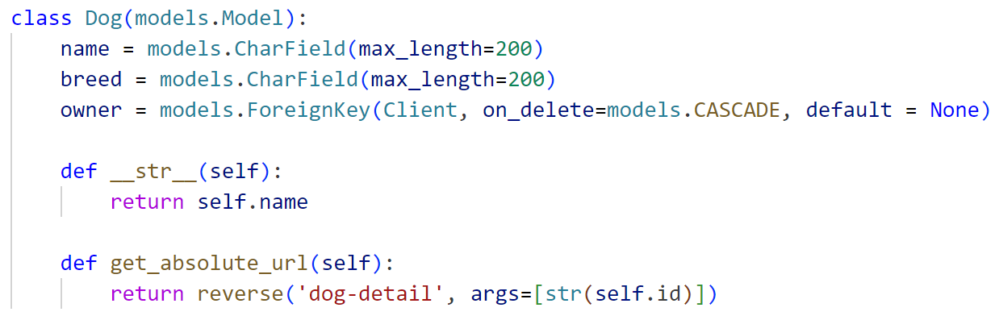 class Dog(models.Model):
    name = models.CharField(max_length=200)
    breed = models.CharField(max_length=200)
    owner = models.ForeignKey(Client, on_delete=models.CASCADE, default = None)

    def __str__(self):
        return self.name

    def get_absolute_url(self):
        return reverse('dog-detail', args=[str(self.id)])